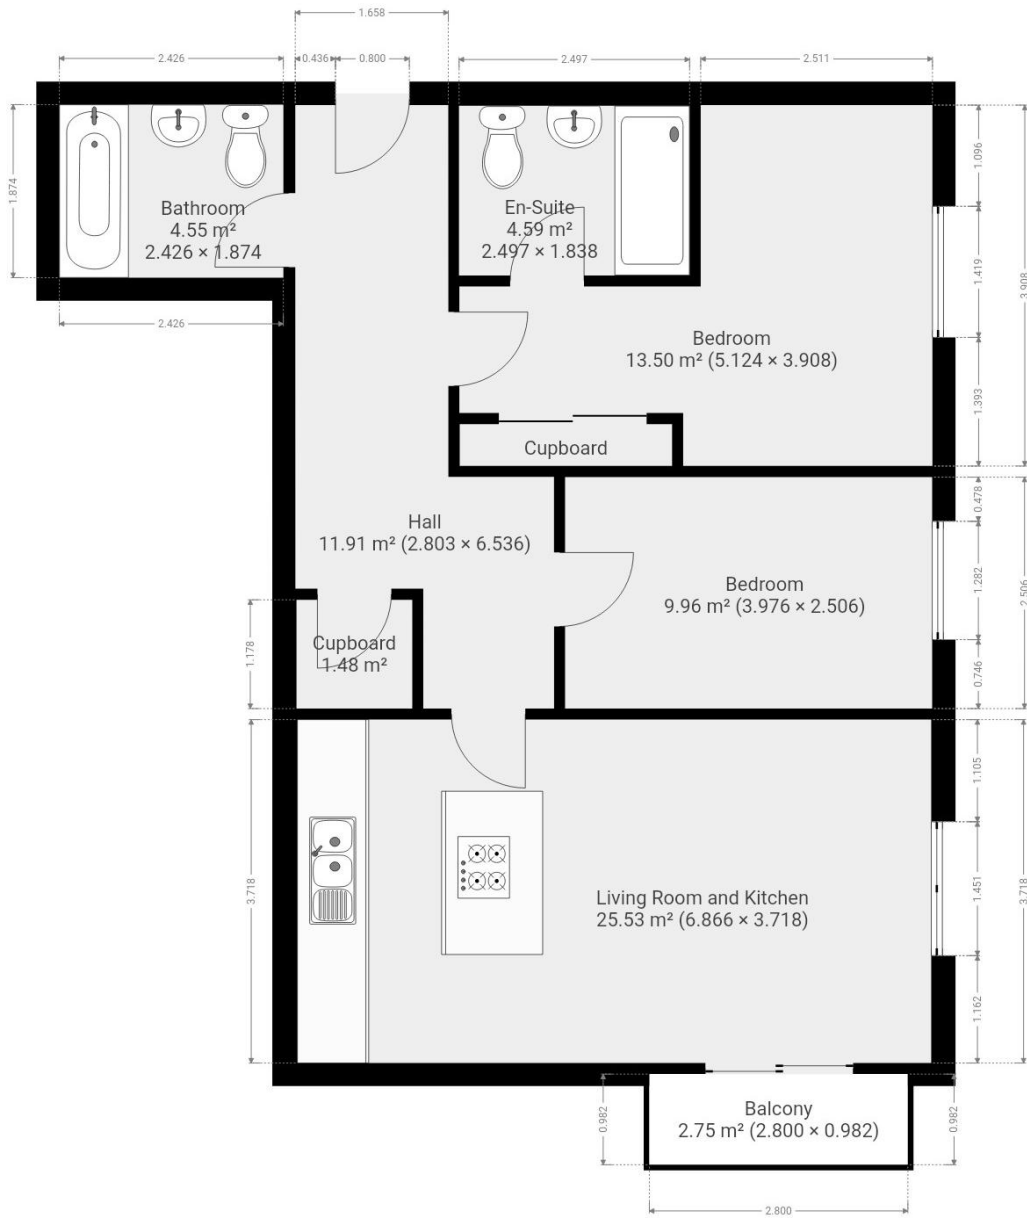 1.658
2.426
0.436
0.800
2.497
2.511
1.874
1.096
Bathroom
4.55 m²
2.426 × 1.874
En-Suite
4.59 m²
2.497 × 1.838
1.419
3.908
2.426
Bedroom
13.50 m² (5.124 × 3.908)
1.393
Cupboard
0.478
Hall
11.91 m² (2.803 × 6.536)
Bedroom
9.96 m² (3.976 × 2.506)
1.282
2.506
1.178
Cupboard
1.48 m²
0.746
1.105
3.718
Living Room and Kitchen
25.53 m² (6.866 × 3.718)
1.451
3.718
1.162
0.982
Balcony
2.75 m² (2.800 × 0.982)
0.982
2.800